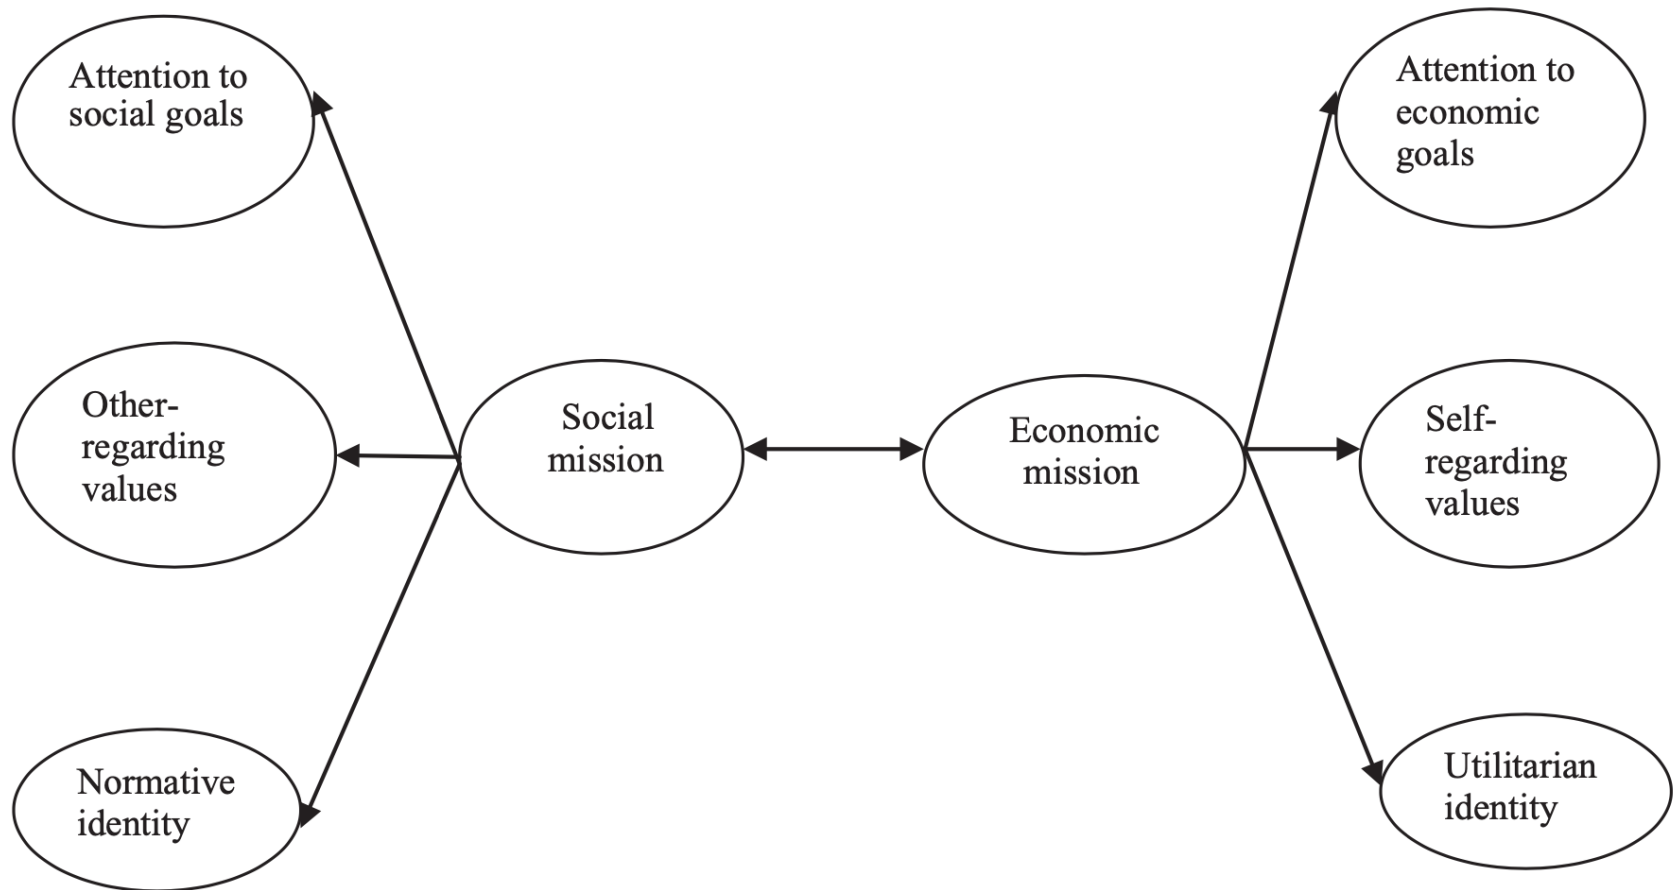 Attention to
social goals
Attention to
economic
goals
Other-
regarding
values
Social
mission
Economic
mission
Self-
regarding
values
Normative
identity
Utilitarian
identity